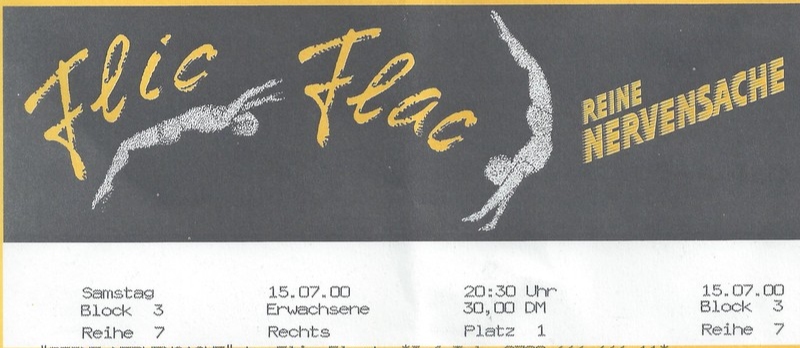 Flic Flac
REINE
NERVENSACHE
Samstag 15.07.00 20:30 Uhr 15.07.00
Block 3 Erwachsene 30,00 DM Block 3
Reihe 7 Rechts Platz 1 Reihe 7